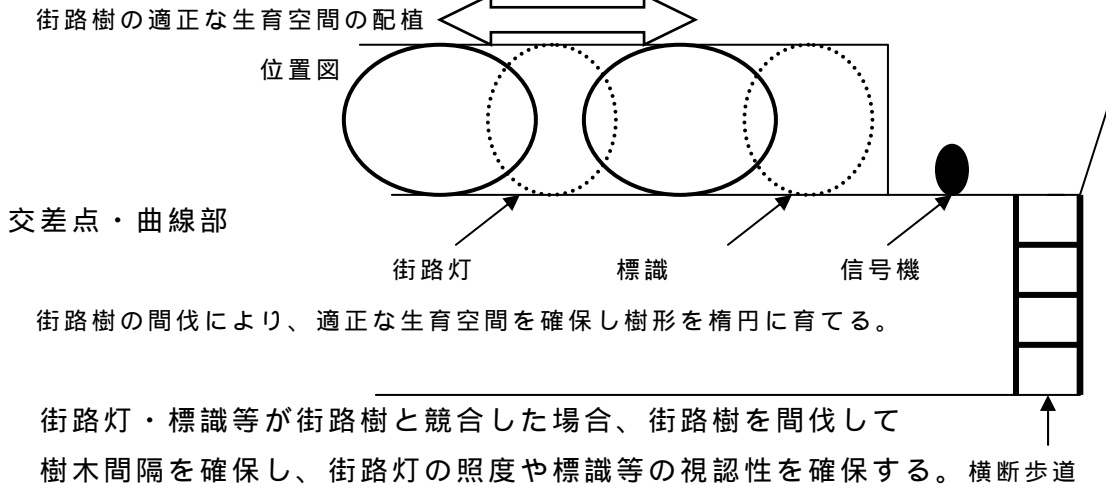 街路樹の適正な生育空間の配植
位置図
交差点・曲線部
街路灯
標識
信号機
街路樹の間伐により、適正な生育空間を確保し樹形を楕円に育てる。
街路灯・標識等が街路樹と競合した場合、街路樹を間伐して
樹木間隔を確保し、街路灯の照度や標識等の視認性を確保する。
横断歩道